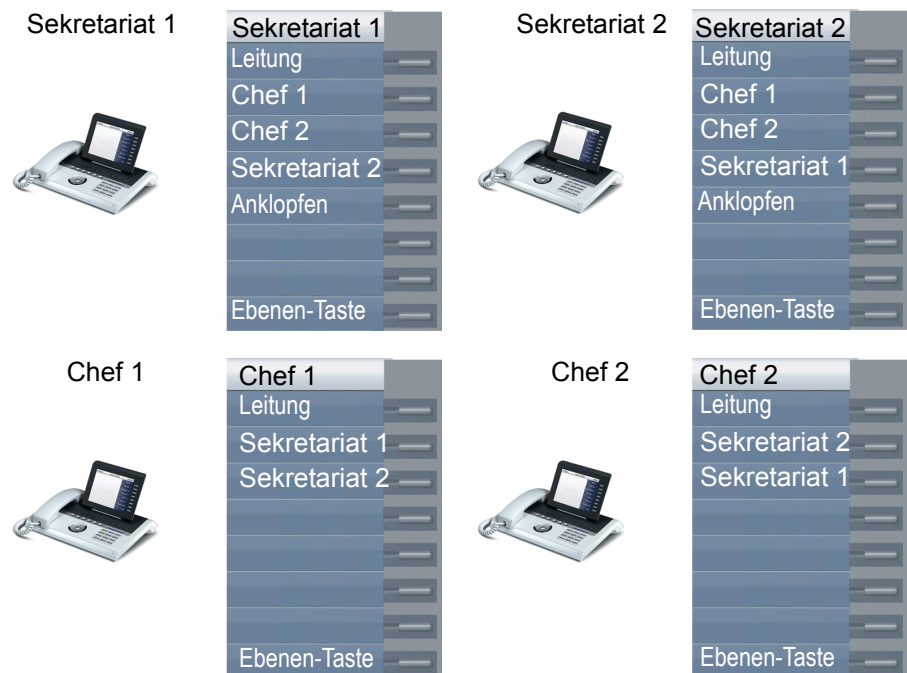 Sekretariat 1
Sekretariat 1
Leitung
Chef 1
Chef 2
Sekretariat 2
Anklopfen
Ebenen-Taste
Sekretariat 2
Sekretariat 2
Leitung
Chef 1
Chef 2
Sekretariat 1
Anklopfen
Ebenen-Taste
Chef 1
Chef 1
Leitung
Sekretariat 1
Sekretariat 2
Ebenen-Taste
Chef 2
Chef 2
Leitung
Sekretariat 2
Sekretariat 1
Ebenen-Taste